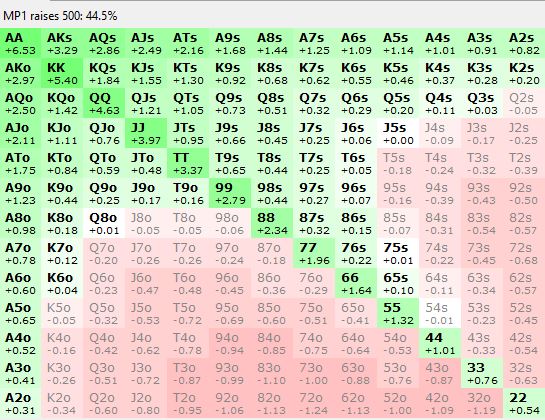 MP1 raises 500: 44.5%
AA AKs AQs AJs ATs A9s A8s A7s A6s A5s A4s A3s A2s
+6.53 +3.29 +2.86 +2.49 +2.16 +1.68 +1.44 +1.25 +1.09 +1.14 +1.01 +0.91 +0.82
AKo KK KQs KJs KTs K9s K8s K7s K6s K5s K4s K3s K2s
+2.97 +5.40 +1.84 +1.55 +1.30 +0.92 +0.68 +0.62 +0.55 +0.46 +0.37 +0.28 +0.20
AQo KQo QQ QJs QTs Q9s Q8s Q7s Q6s Q5s Q4s Q3s Q2s
+2.50 +1.42 +4.63 +1.21 +1.05 +0.73 +0.51 +0.32 +0.29 +0.20 +0.11 +0.03 -0.05
AJo KJo QJo JJ JTs J9s J8s J7s J6s J5s J4s J3s J2s
+2.11 +1.11 +0.76 +3.97 +0.95 +0.66 +0.45 +0.25 +0.06 +0.00 -0.09 -0.17 -0.25
ATo KTo QTo JTo TT T9s T8s T7s T6s T5s T4s T3s T2s
+1.75 +0.84 +0.59 +0.48 +3.37 +0.65 +0.44 +0.25 +0.05 -0.18 -0.24 -0.32 -0.39
A9o K9o Q9o J9o T9o 99 98s 97s 96s 95s 94s 93s 92s
+1.23 +0.44 +0.25 +0.17 +0.16 +2.79 +0.44 +0.27 +0.07 -0.16 -0.39 -0.43 -0.50
A8o K8o Q8o J8o T8o 98o 88 87s 86s 85s 84s 83s 82s
+0.98 +0.18 +0.01 -0.05 -0.05 -0.06 +2.34 +0.32 +0.15 -0.07 -0.31 -0.54 -0.57
A7o K7o Q7o J7o T7o 97o 87o 77 76s 75s 74s 73s 72s
+0.78 +0.12 -0.20 -0.26 -0.26 -0.24 -0.18 +1.96 +0.22 +0.01 -0.22 -0.45 -0.68
A6o K6o Q6o J6o T6o 96o 86o 76o 66 65s 64s 63s 62s
+0.60 +0.04 -0.23 -0.47 -0.48 -0.45 -0.36 -0.29 +1.64 +0.10 -0.11 -0.34 -0.57
A5o K5o Q5o J5o T5o 95o 85o 75o 65o 55 54s 53s 52s
+0.65 -0.05 -0.32 -0.53 -0.72 -0.69 -0.60 -0.51 -0.41 +1.32 -0.01 -0.23 -0.45
A4o K4o Q4o J4o T4o 94o 84o 74o 64o 54o 44 43s 42s
+0.52 -0.16 -0.42 -0.62 -0.78 -0.94 -0.85 -0.75 -0.64 -0.53 +1.01 -0.33 -0.54
A3o K3o Q3o J3o T3o 93o 83o 73o 63o 53o 43o 33 32s
+0.41 -0.26 -0.51 -0.72 -0.87 -0.99 -1.10 -1.00 -0.88 -0.76 -0.87 +0.76 -0.63
A2o K2o Q2o J2o T2o 92o 82o 72o 62o 52o 42o 32o 22
+0.31 -0.34 -0.60 -0.80 -0.95 -1.06 -1.13 -1.24 -1.13 -1.00 -1.09 -1.19 +0.54